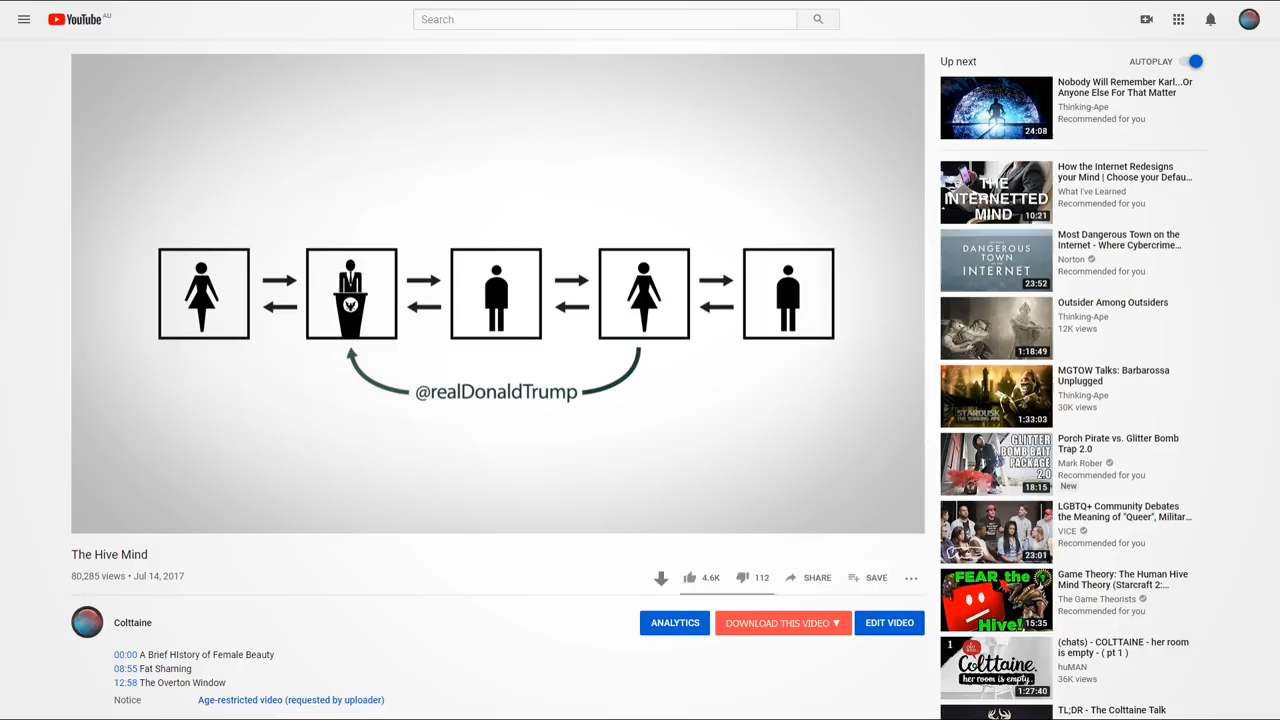 YouTube AU
Search
@realDonaldTrump
The Hive Mind
80,285 views • Jul 14, 2017
4.6K
112
SHARE
SAVE
Colttaine
ANALYTICS
DOWNLOAD THIS VIDEO ▼
EDIT VIDEO
00:00 A Brief HIstory of Female Beauty
08:55 Fat Shaming
12:58 The Overton Window
Notice
Age-restricted video (requested by uploader)
Up next
AUTOPLAY
24:08
Nobody Will Remember Karl...Or
Anyone Else For That Matter
Thinking-Ape
Recommended for you
THE
INTERNETTED
MIND
10:21
How the Internet Redesigns
your Mind | Choose your Defau...
What I've Learned
Recommended for you
DANGEROUS
TOWN
INTERNET
23:52
Most Dangerous Town on the
Internet - Where Cybercrime...
Norton
Recommended for you
1:18:49
Outsider Among Outsiders
Thinking-Ape
12K views
STARDUSK
THE THINKING APE
1:33:03
MGTOW Talks: Barbarossa
Unplugged
Thinking-Ape
30K views
GLITTER
BOMB BAIT
PACKAGE
2.0
18:15
Porch Pirate vs. Glitter Bomb
Trap 2.0
Mark Rober
Recommended for you
New
23:01
LGBTQ+ Community Debates
the Meaning of "Queer", Militar...
VICE
Recommended for you
FEAR the
Hive!
15:35
Game Theory: The Human Hive
Mind Theory (Starcraft 2:...
The Game Theorists
Recommended for you
1
Colttaine.
her room is empty.
1:27:40
(chats) - COLTTAINE - her room
is empty - ( pt 1 )
huMAN
36K views
TL;DR - The Colttaine Talk